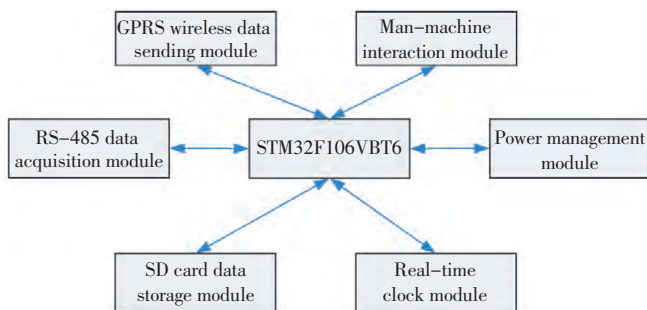 GPRS wireless data
sending module
Man-machine
interaction module
RS-485 data
acquisition module
STM32F106VBT6
Power management
module
SD card data
storage module
Real-time
clock module